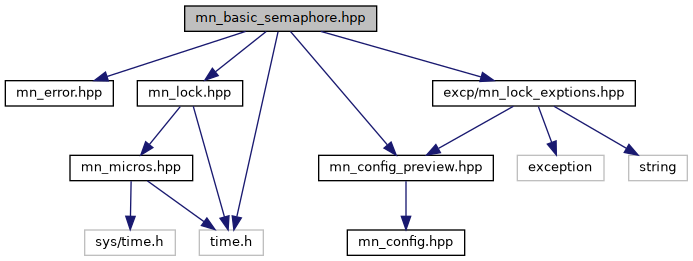 mn_basic_semaphore.hpp
mn_error.hpp
mn_lock.hpp
excp/mn_lock_exptions.hpp
mn_micros.hpp
mn_config_preview.hpp
exception
string
sys/time.h
time.h
mn_config.hpp